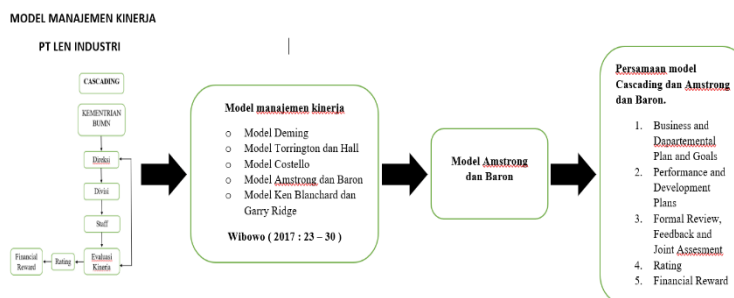 MODEL MANAJEMEN KINERJA
PT LEN INDUSTRI
CASCADING
KEMENTRIAN
BUMN
Direksi
Divisi
Staff
Evaluasi
Kinerja
Rating
Financial
Reward
Model manajemen kinerja
o Model Deming
o Model Torrington dan Hall
o Model Costello
o Model Amstrong dan Baron
o Model Ken Blanchard dan
Garry Ridge
Wibowo ( 2017 : 23 – 30 )
Model Amstrong
dan Baron
Persamaan model
Cascading dan Amstrong
dan Baron.
1. Business and
Dapartemental
Plan and Goals
2. Performance and
Development
Plans
3. Formal Review,
Feedback and
Joint Assesment
4. Rating
5. Financial Reward